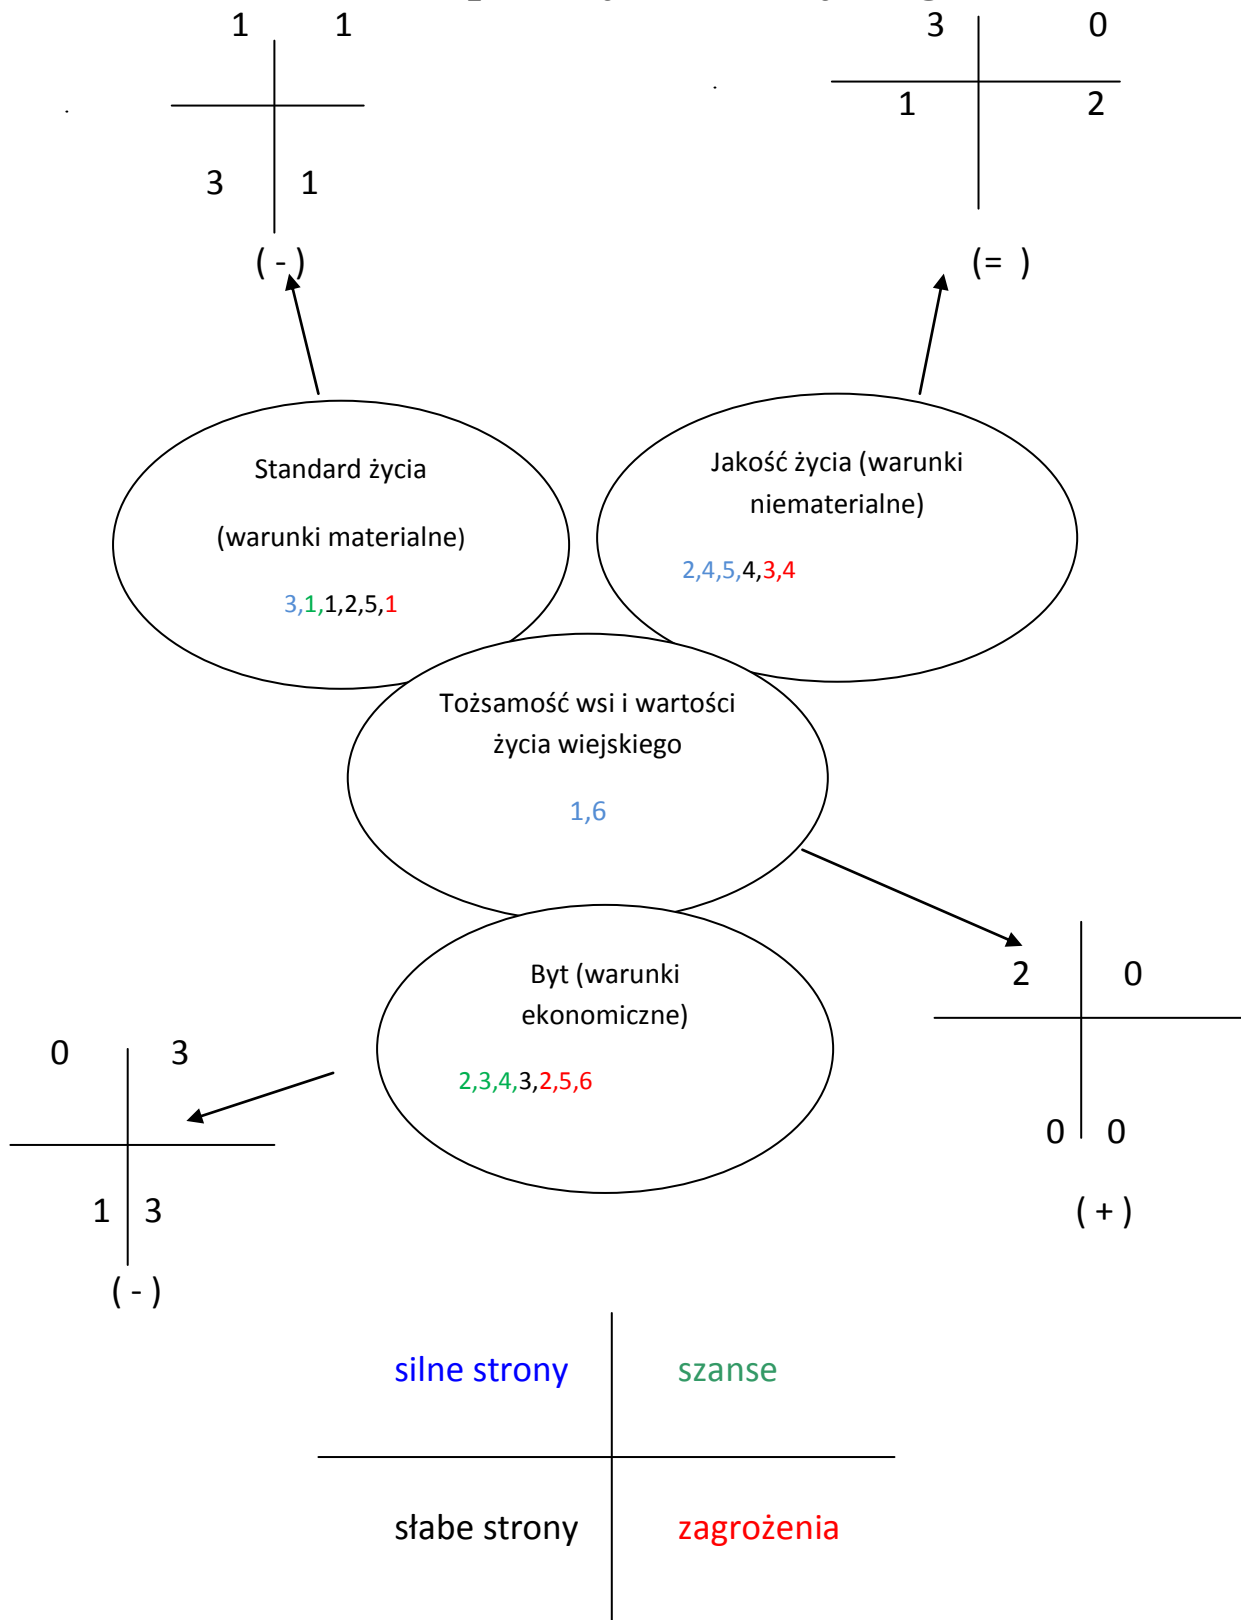 1 1
3 0
1 2
3 1
( - )
(= )
Standard życia
(warunki materialne)
3,1,1,2,5,1
Jakość życia (warunki
niematerialne)
2,4,5,4,3,4
Tożsamość wsi i wartości
życia wiejskiego
1,6
2 0
0 0
( + )
Byt (warunki
ekonomiczne)
2,3,4,3,2,5,6
0 3
1 3
( - )
silne strony szanse
słabe strony zagrożenia